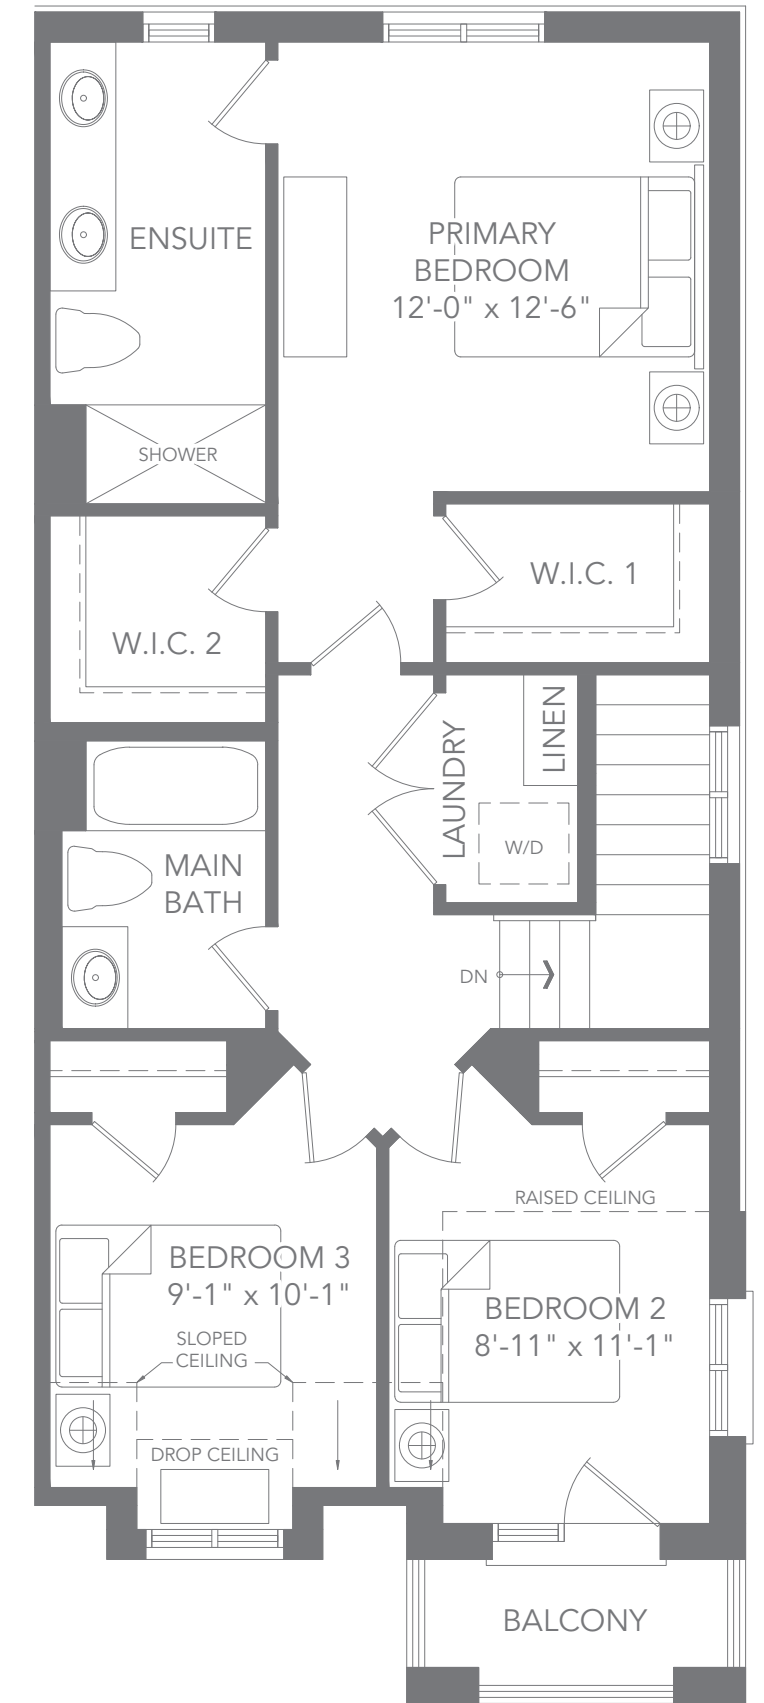 ENSUITE
PRIMARY
BEDROOM
12'-0" x 12'-6"
SHOWER
W.I.C. 1
W.I.C. 2
LINEN
LAUNDRY
W/D
MAIN
BATH
DN
RAISED CEILING
BEDROOM 3
9'-1" x 10'-1"
SLOPED
CEILING
BEDROOM 2
8'-11" x 11'-1"
DROP CEILING
BALCONY